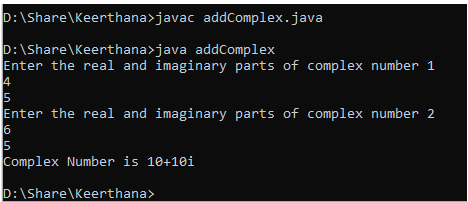 D:\Share\Keerthana>javac addComplex.java
D:\Share\Keerthana>java addComplex
Enter the real and imaginary parts of complex number 1
4
5
Enter the real and imaginary parts of complex number 2
6
5
Complex Number is 10+10i
D:\Share\Keerthana>